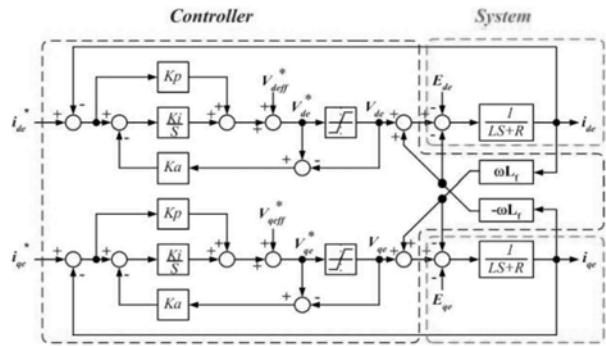 Controller
System
Kp
V_deff*
E_de
i_de*
Ki/S
V_de*
V_de
1/(LS+R)
i_de
Ka
ωL_f
-ωL_f
Kp
V_qeff*
i_qe*
Ki/S
V_qe*
V_qe
1/(LS+R)
i_qe
Ka
E_qe